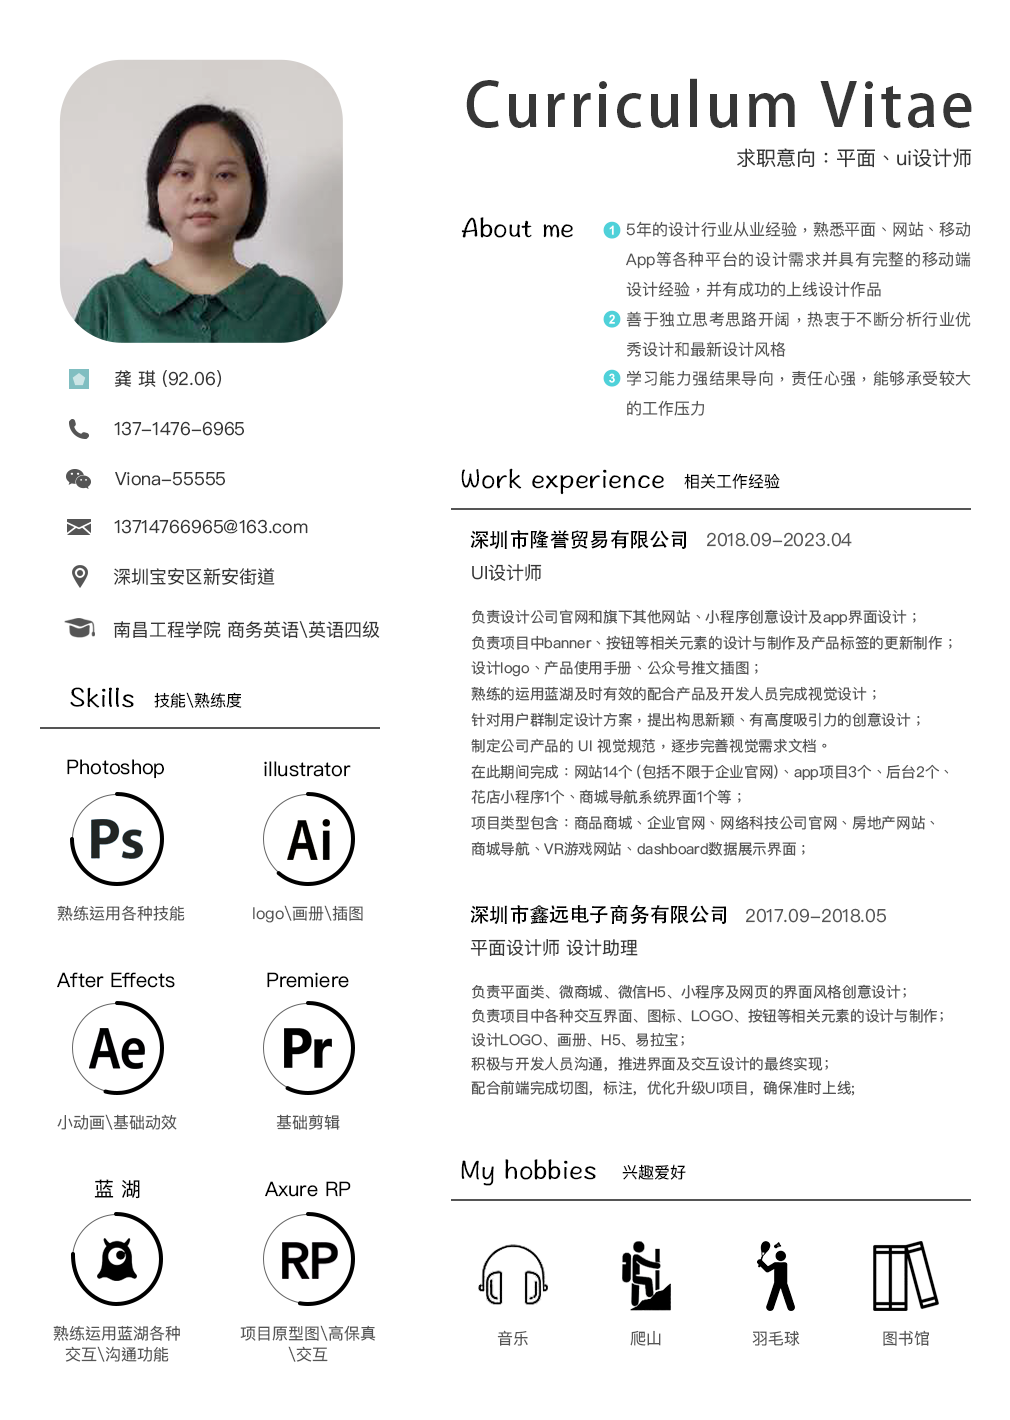 Curriculum Vitae
求职意向：平面、ui设计师
龚 琪 (92.06)
137-1476-6965
Viona-55555
13714766965@163.com
深圳宝安区新安街道
南昌工程学院 商务英语\英语四级
Skills 技能\熟练度
Photoshop
Ps
熟练运用各种技能
illustrator
Ai
logo\画册\插图
After Effects
Ae
小动画\基础动效
Premiere
Pr
基础剪辑
蓝 湖
熟练运用蓝湖各种
交互\沟通功能
Axure RP
RP
项目原型图\高保真
\交互
About me
1 5年的设计行业从业经验，熟悉平面、网站、移动
App等各种平台的设计需求并具有完整的移动端
设计经验，并有成功的上线设计作品
2 善于独立思考思路开阔，热衷于不断分析行业优
秀设计和最新设计风格
3 学习能力强结果导向，责任心强，能够承受较大
的工作压力
Work experience 相关工作经验
深圳市隆誉贸易有限公司 2018.09-2023.04
UI设计师
负责设计公司官网和旗下其他网站、小程序创意设计及app界面设计；
负责项目中banner、按钮等相关元素的设计与制作及产品标签的更新制作；
设计logo、产品使用手册、公众号推文插图；
熟练的运用蓝湖及时有效的配合产品及开发人员完成视觉设计；
针对用户群制定设计方案，提出构思新颖、有高度吸引力的创意设计；
制定公司产品的 UI 视觉规范，逐步完善视觉需求文档。
在此期间完成：网站14个 (包括不限于企业官网)、app项目3个、后台2个、
花店小程序1个、商城导航系统界面1个等；
项目类型包含：商品商城、企业官网、网络科技公司官网、房地产网站、
商城导航、VR游戏网站、dashboard数据展示界面；
深圳市鑫远电子商务有限公司 2017.09-2018.05
平面设计师 设计助理
负责平面类、微商城、微信H5、小程序及网页的界面风格创意设计；
负责项目中各种交互界面、图标、LOGO、按钮等相关元素的设计与制作；
设计LOGO、画册、H5、易拉宝；
积极与开发人员沟通，推进界面及交互设计的最终实现；
配合前端完成切图，标注，优化升级UI项目，确保准时上线;
My hobbies 兴趣爱好
音乐
爬山
羽毛球
图书馆